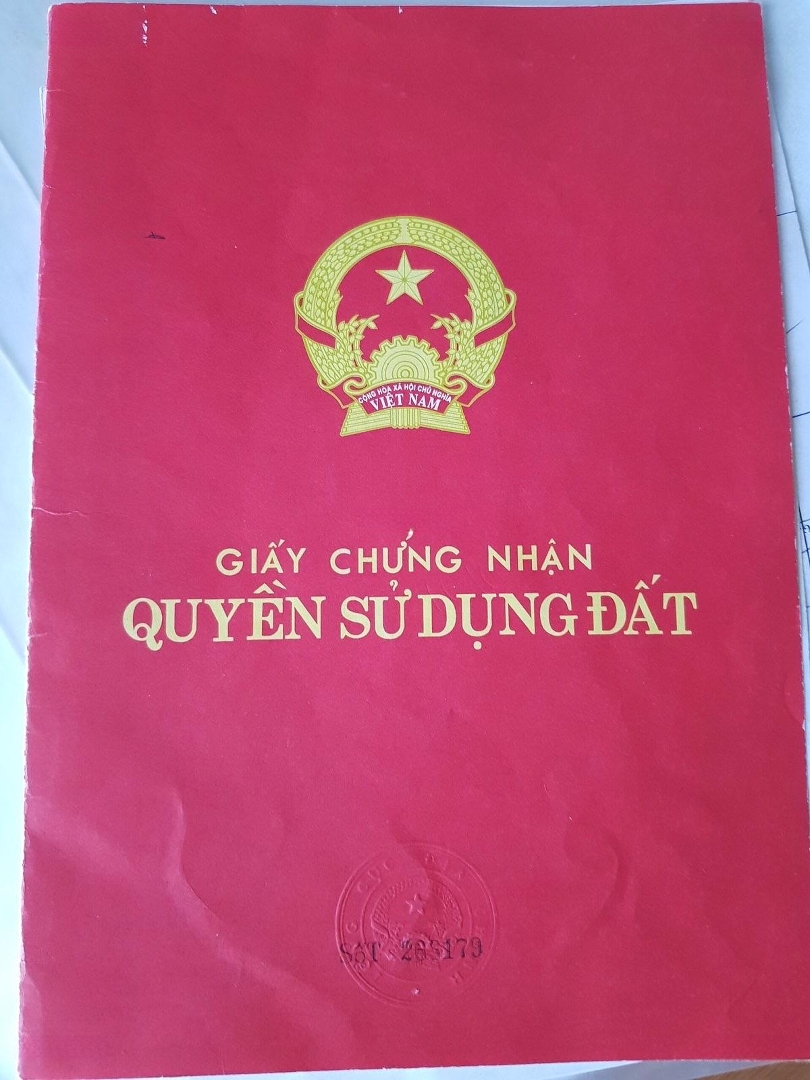 CỘNG HÒA XÃ HỘI CHỦ NGHĨA
VIỆT NAM
GIẤY CHỨNG NHẬN
QUYỀN SỬ DỤNG ĐẤT